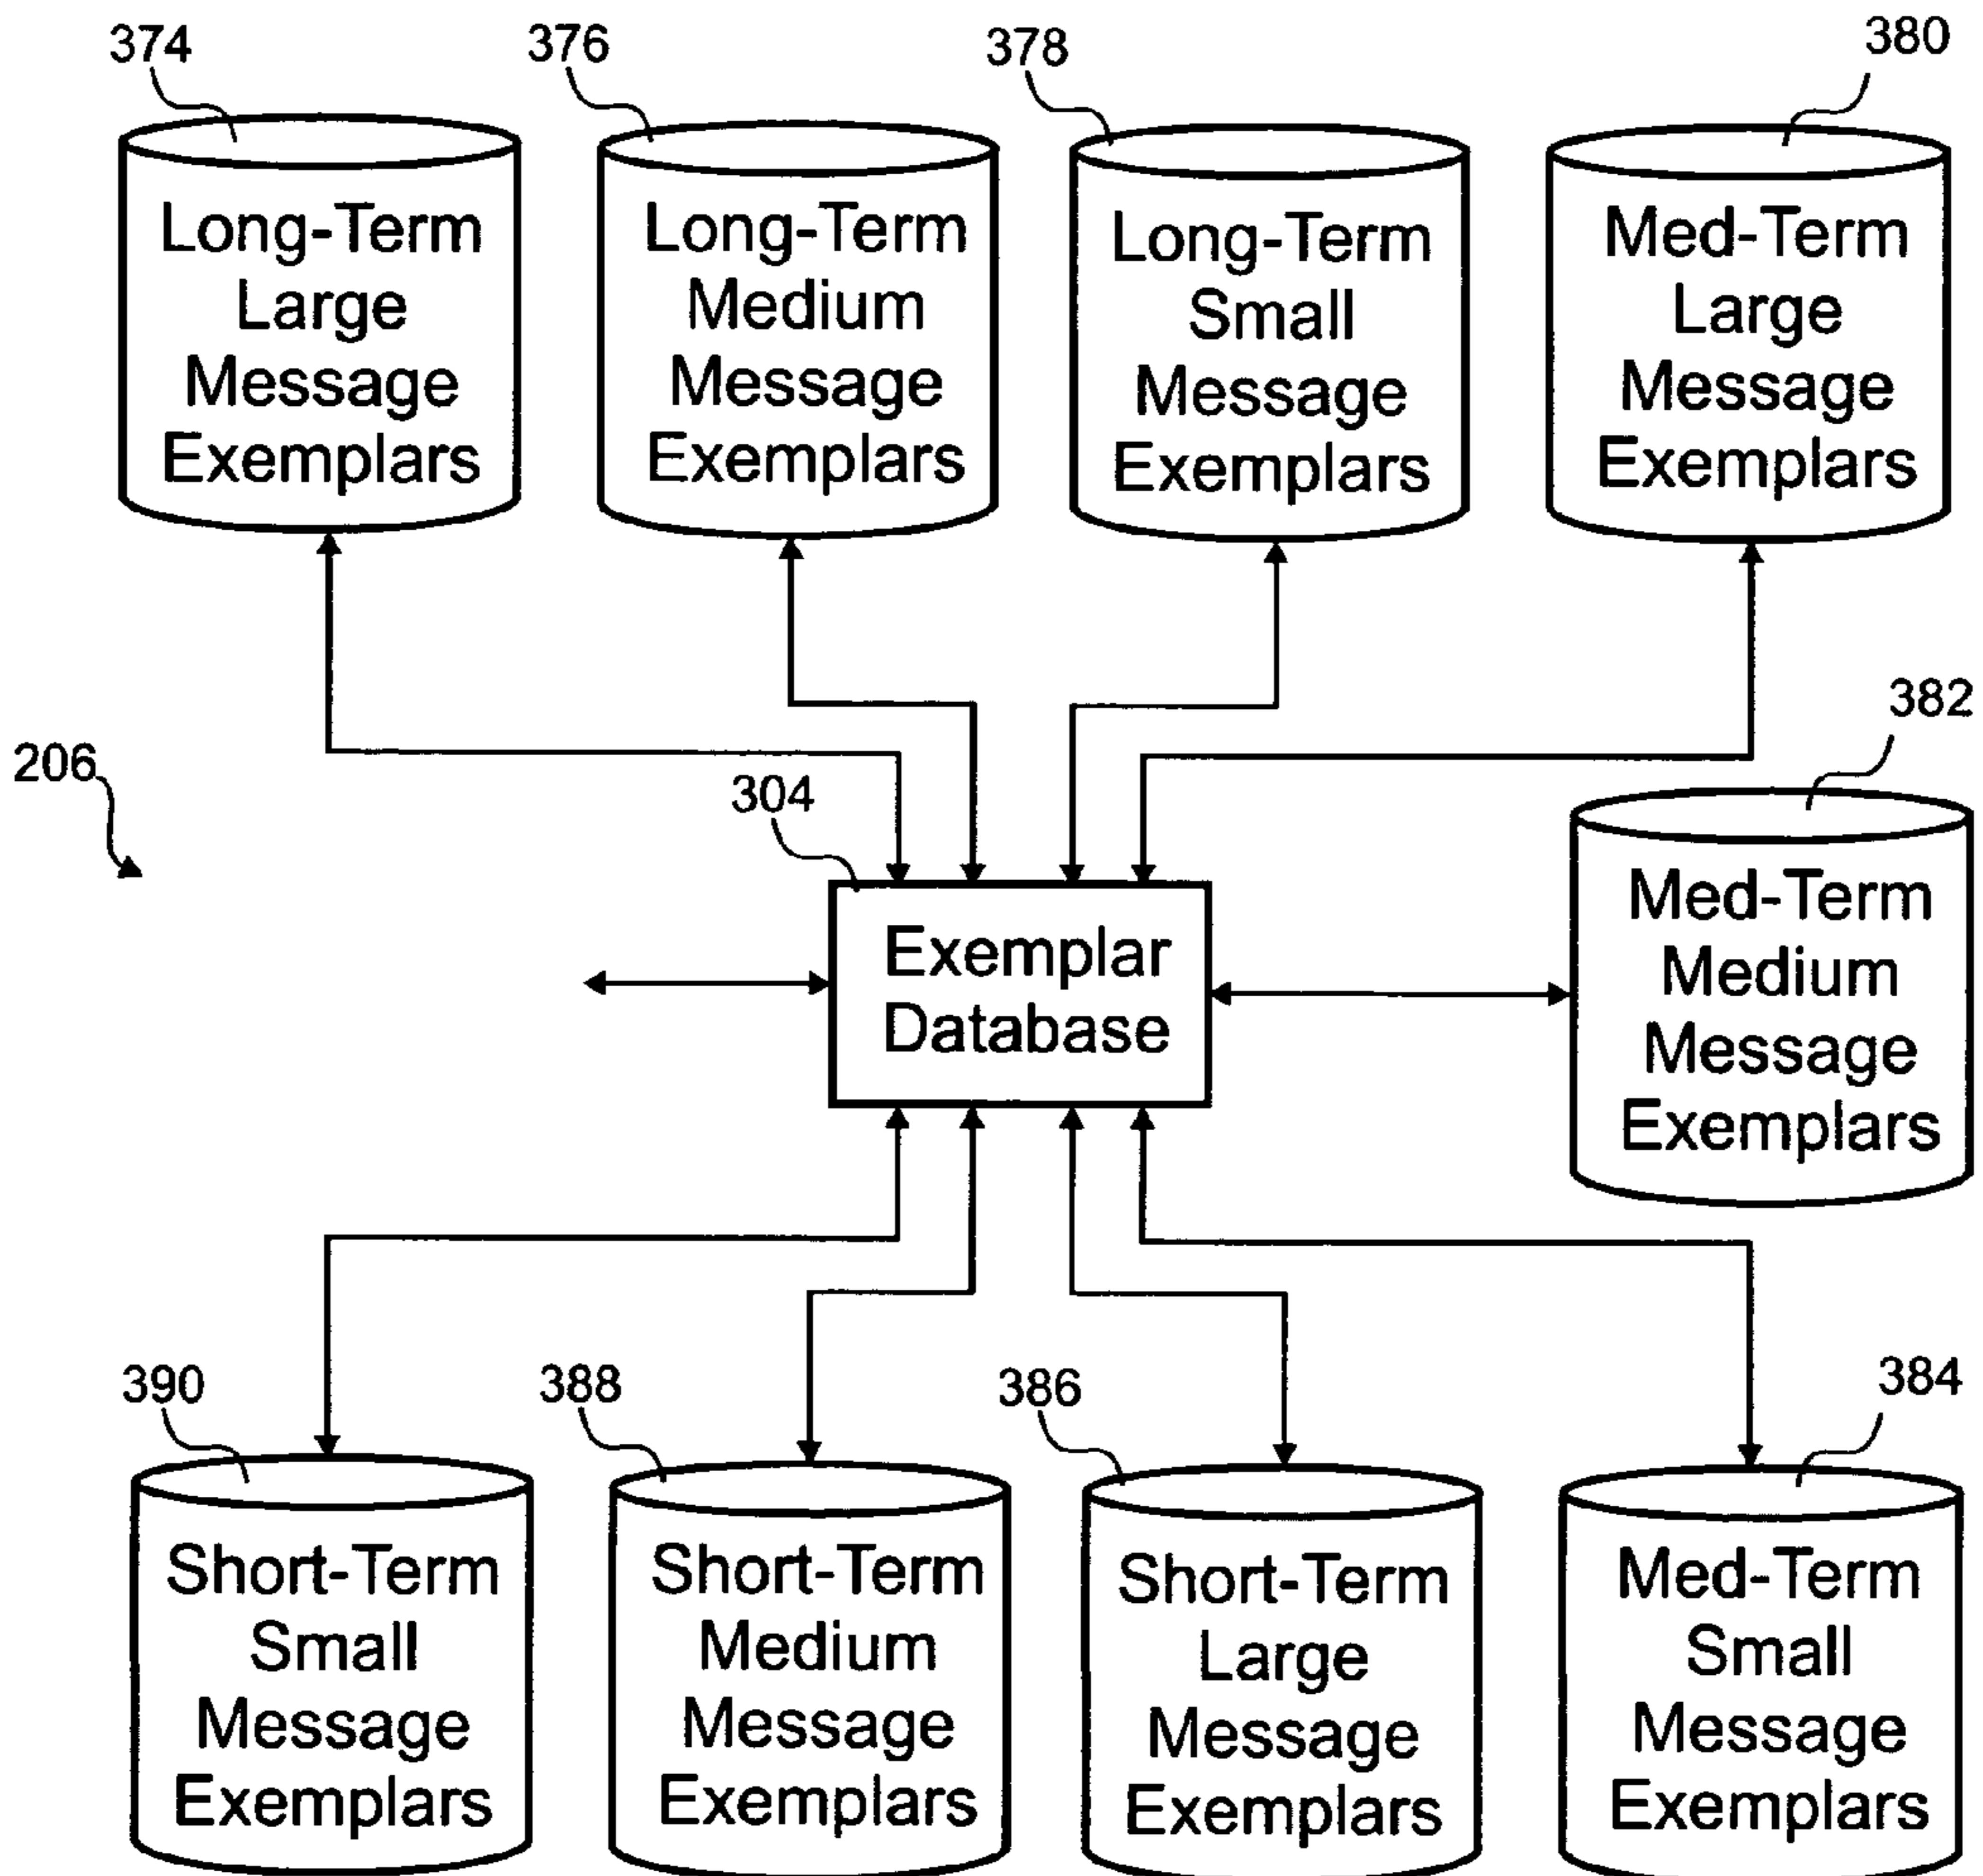 374
376
378
380
Long-Term
Large
Message
Exemplars
Long-Term
Medium
Message
Exemplars
Long-Term
Small
Message
Exemplars
Med-Term
Large
Message
Exemplars
206
304
382
Exemplar
Database
Med-Term
Medium
Message
Exemplars
390
388
386
384
Short-Term
Small
Message
Exemplars
Short-Term
Medium
Message
Exemplars
Short-Term
Large
Message
Exemplars
Med-Term
Small
Message
Exemplars